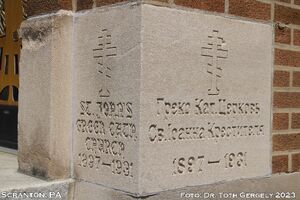 ST. JOHN'S
GREEK CATH.
CHURCH
1897-1931
Греко Кат. Церковь
Св. Іоанна Крестителя
1897-1931
SCRANTON, PA
FOTO: DR. TOTH GERGELY 2023